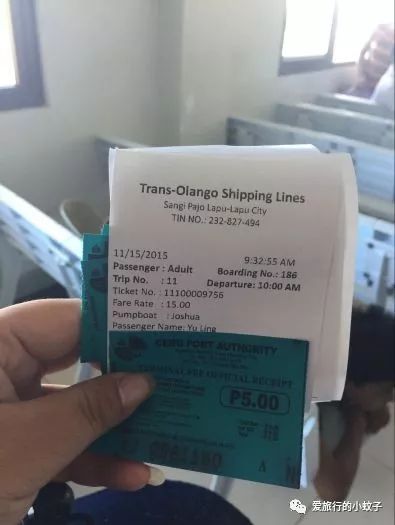 Trans-Olango Shipping Lines
Sangi Pajo Lapu-Lapu City
TIN NO.: 232-827-494
11/15/2015 9:32:55 AM
Passenger : Adult Boarding No.: 186
Trip No. : 11 Departure: 10:00 AM
Ticket No. : 11100009756
Fare Rate : 15.00
Pumpboat : Joshua
Passenger Name: Yu Ling
CEBU PORT AUTHORITY
TERMINAL FEE OFFICIAL RECEIPT
P5.00
A
爱旅行的小蚊子